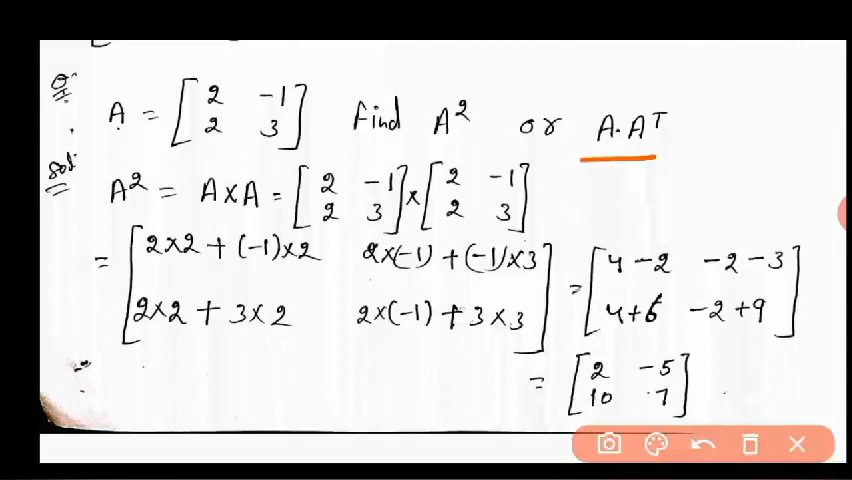 Q:
A = [2 -1; 2 3] Find A² or A·Aᵀ
Sol
A² = A×A = [2 -1; 2 3] × [2 -1; 2 3]
= [2×2 + (-1)×2  2×(-1) + (-1)×3; 2×2 + 3×2  2×(-1) + 3×3] = [4-2  -2-3; 4+6  -2+9]
= [2 -5; 10 7]